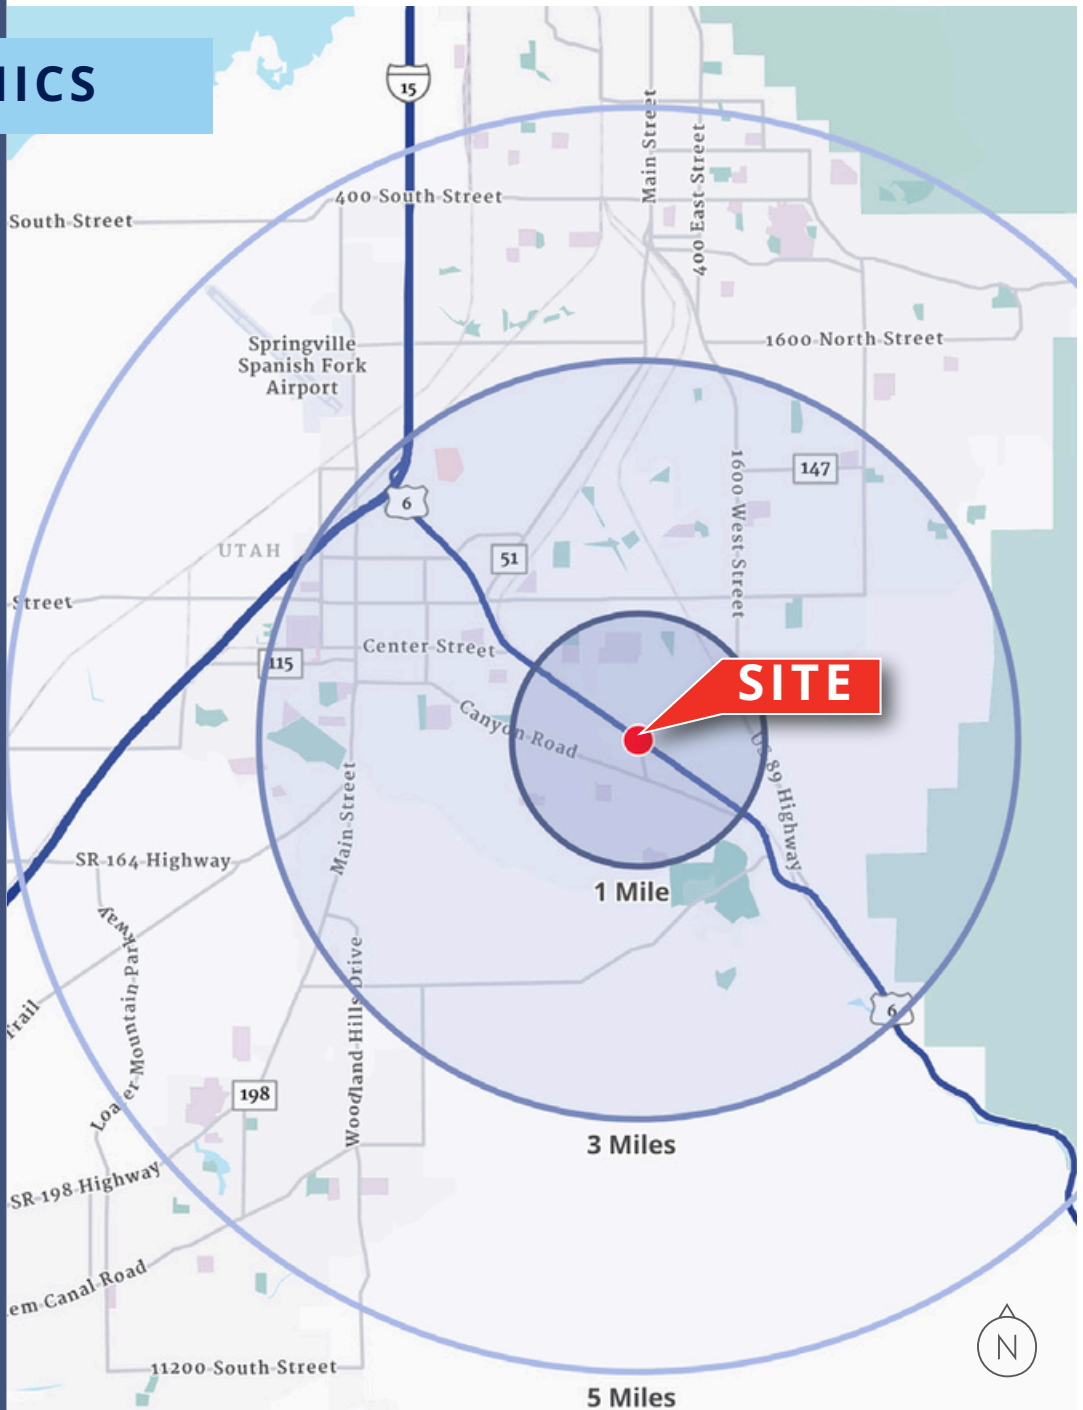 ICS
15
Main Street
400 East Street
400 South Street
South Street
1600 North Street
Springville
Spanish Fork
Airport
147
1600 West Street
6
UTAH
51
Street
Center Street
115
SITE
Canyon Road
US 89 Highway
Main Street
SR 164 Highway
1 Mile
Loafer Mountain Parkway
Woodland Hills Drive
Trail
6
198
3 Miles
SR 198 Highway
em Canal Road
11200 South Street
N
5 Miles